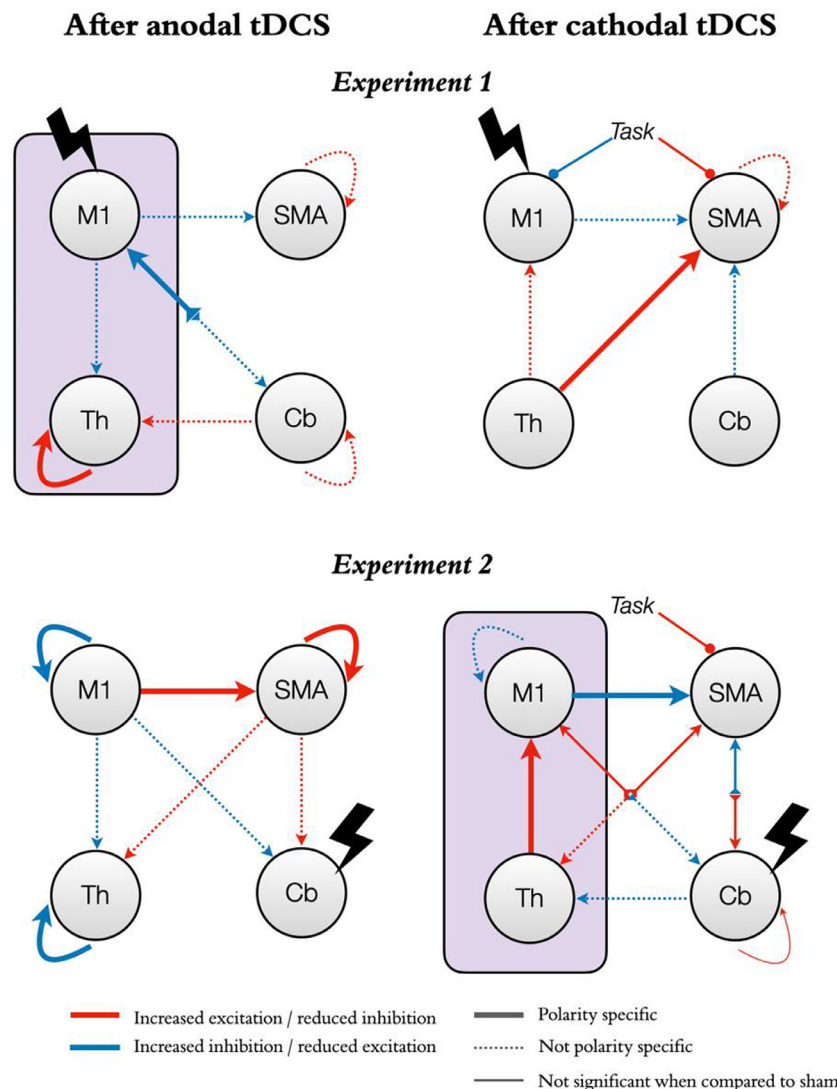 After anodal tDCS
After cathodal tDCS
Experiment 1
M1
SMA
Th
Cb
Task
M1
SMA
Th
Cb
Experiment 2
M1
SMA
Th
Cb
Task
M1
SMA
Th
Cb
Increased excitation / reduced inhibition
Increased inhibition / reduced excitation
Polarity specific
Not polarity specific
Not significant when compared to sham